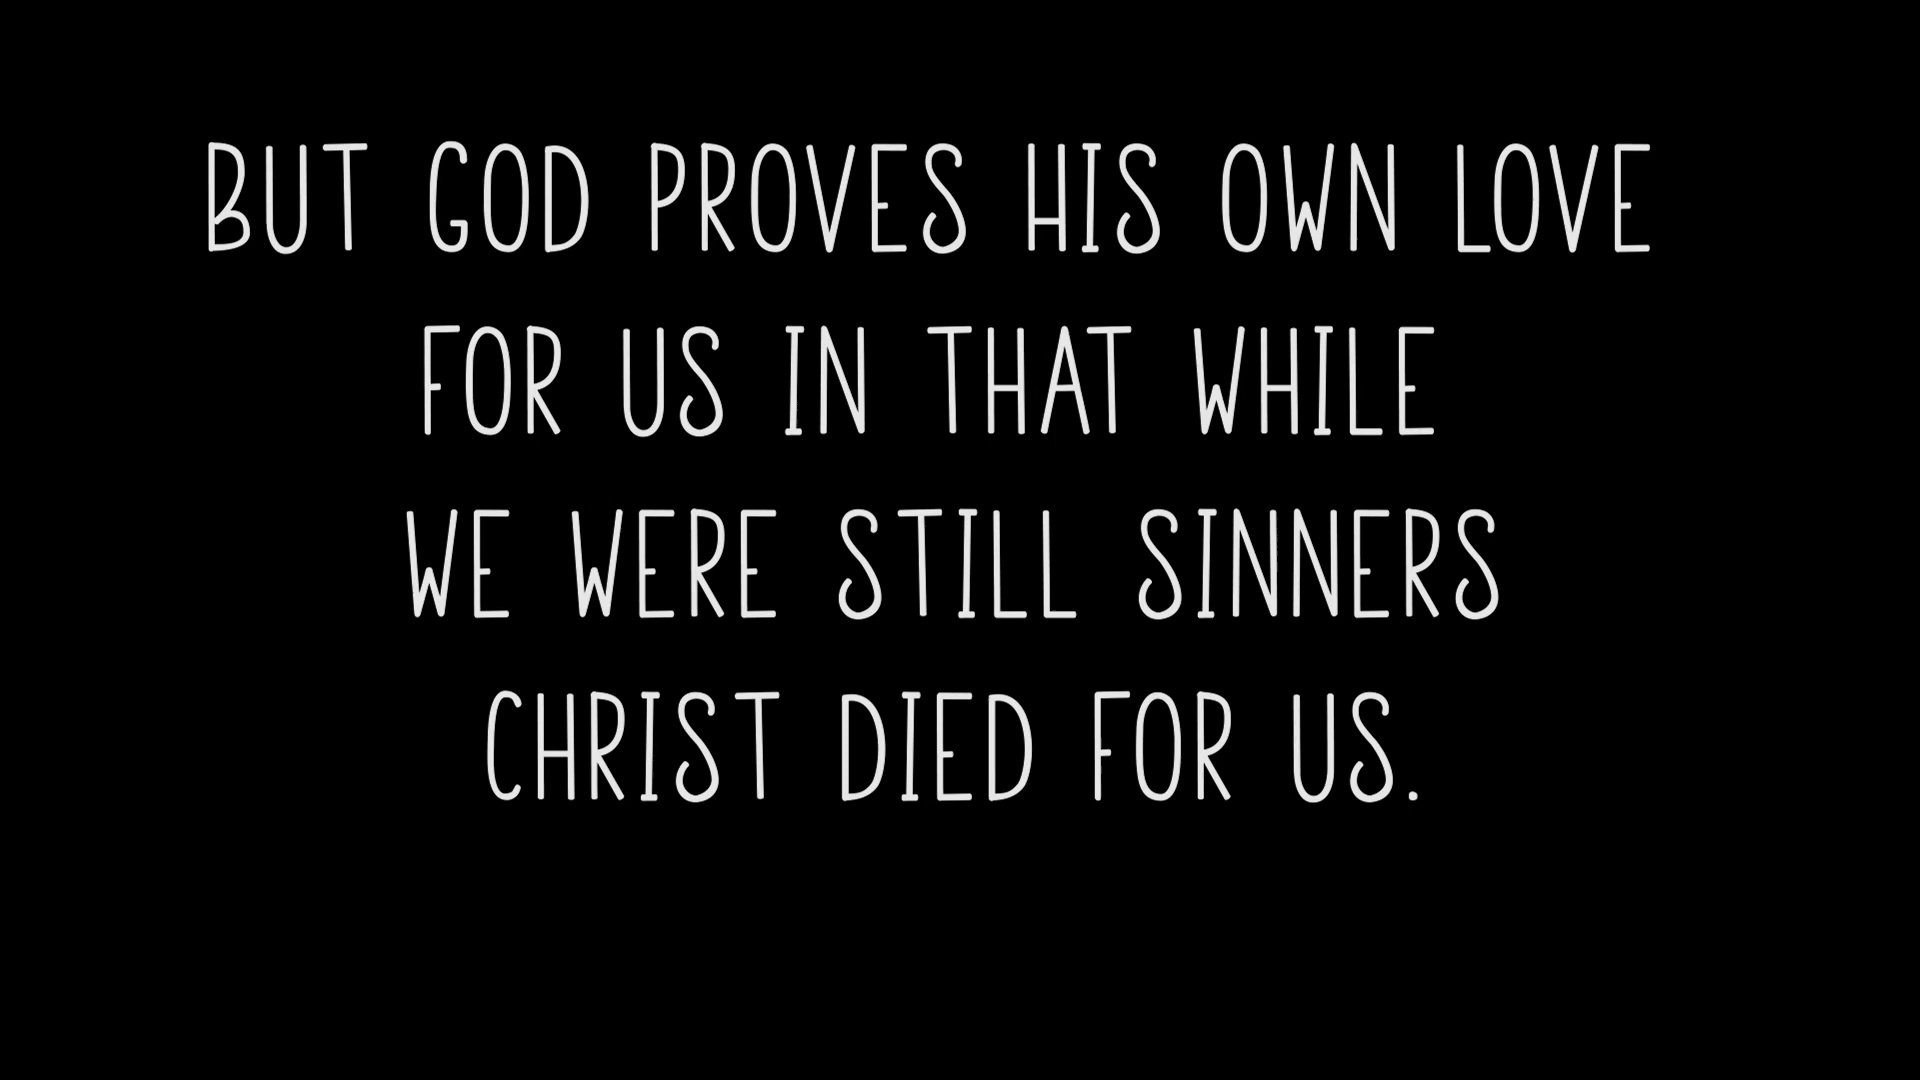 BUT GOD PROVES HIS OWN LOVE
FOR US IN THAT WHILE
WE WERE STILL SINNERS
CHRIST DIED FOR US.